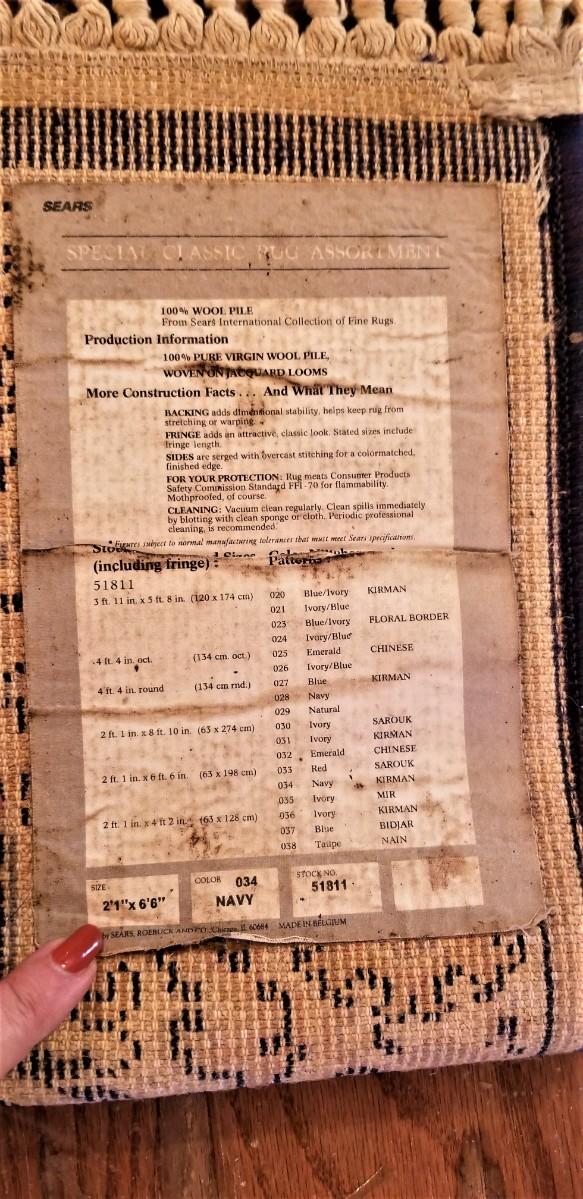 SEARS
SPECIAL CLASSIC RUG ASSORTMENT
100% WOOL PILE
From Sears International Collection of Fine Rugs.
Production Information
100% PURE VIRGIN WOOL PILE,
WOVEN ON JACQUARD LOOMS
More Construction Facts . . . And What They Mean
BACKING adds dimensional stability, helps keep rug from
stretching or warping.
FRINGE adds an attractive, classic look. Stated sizes include
fringe length.
SIDES are serged with overcast stitching for a colormatched,
finished edge.
FOR YOUR PROTECTION: Rug meets Consumer Products
Safety Commission Standard FF1-70 for flammability.
Mothproofed, of course.
CLEANING: Vacuum clean regularly. Clean spills immediately
by blotting with clean sponge or cloth. Periodic professional
cleaning, is recommended.
*Figures subject to normal manufacturing tolerances that must meet Sears specifications.
(including fringe) : Patterns
51811
3 ft. 11 in. x 5 ft. 8 in. (120 x 174 cm) 020 Blue/Ivory KIRMAN
021 Ivory/Blue
023 Blue/Ivory FLORAL BORDER
024 Ivory/Blue
4 ft. 4 in. oct. (134 cm. oct.) 025 Emerald CHINESE
026 Ivory/Blue
4 ft. 4 in. round (134 cm rnd.) 027 Blue KIRMAN
028 Navy
029 Natural
2 ft. 1 in. x 8 ft. 10 in. (63 x 274 cm) 030 Ivory SAROUK
031 Ivory KIRMAN
032 Emerald CHINESE
2 ft. 1 in. x 6 ft. 6 in. (63 x 198 cm) 033 Red SAROUK
034 Navy KIRMAN
035 Ivory MIR
2 ft. 1 in. x 4 ft 2 in. (63 x 128 cm) 036 Ivory KIRMAN
037 Blue BIDJAR
038 Taupe NAIN
SIZE COLOR 034 STOCK NO.
2'1"x 6'6" NAVY 51811
by SEARS, ROEBUCK AND CO. Chicago, IL 60684 MADE IN BELGIUM